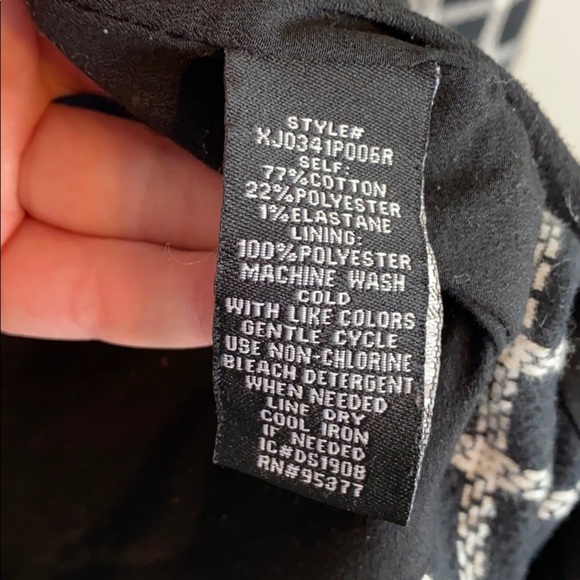 STYLE#
XJ0341P006R
SELF:
77%COTTON
22%POLYESTER
1%ELASTANE
LINING:
100%POLYESTER
MACHINE WASH
COLD
WITH LIKE COLORS
GENTLE CYCLE
USE NON-CHLORINE
BLEACH DETERGENT
WHEN NEEDED
LINE DRY
COOL IRON
IF NEEDED
IC#DS1908
RN#95377